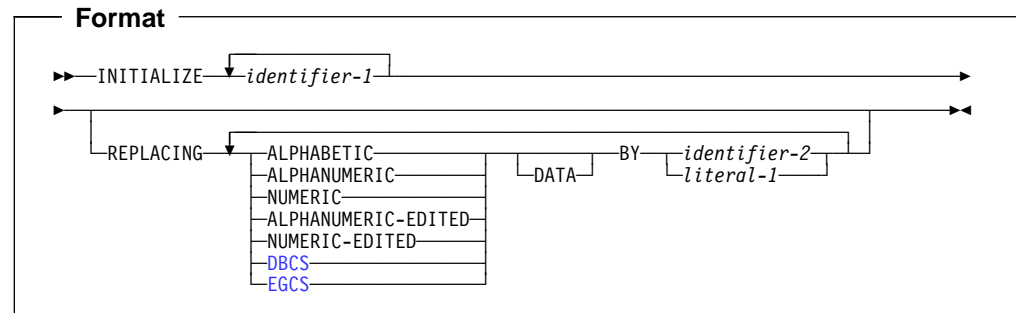 Format
INITIALIZE identifier-1
REPLACING ALPHABETIC BY identifier-2
ALPHANUMERIC DATA literal-1
NUMERIC
ALPHANUMERIC-EDITED
NUMERIC-EDITED
DBCS
EGCS